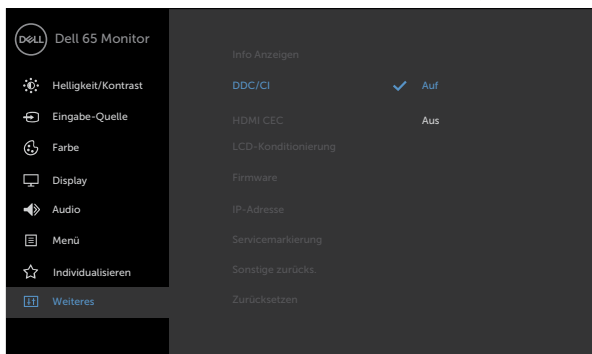 DELL Dell 65 Monitor
Helligkeit/Kontrast
Eingabe-Quelle
Farbe
Display
Audio
Menü
Individualisieren
Weiteres
Info Anzeigen
DDC/CI Auf
Aus
HDMI CEC
LCD-Konditionierung
Firmware
IP-Adresse
Servicemarkierung
Sonstige zurücks.
Zurücksetzen